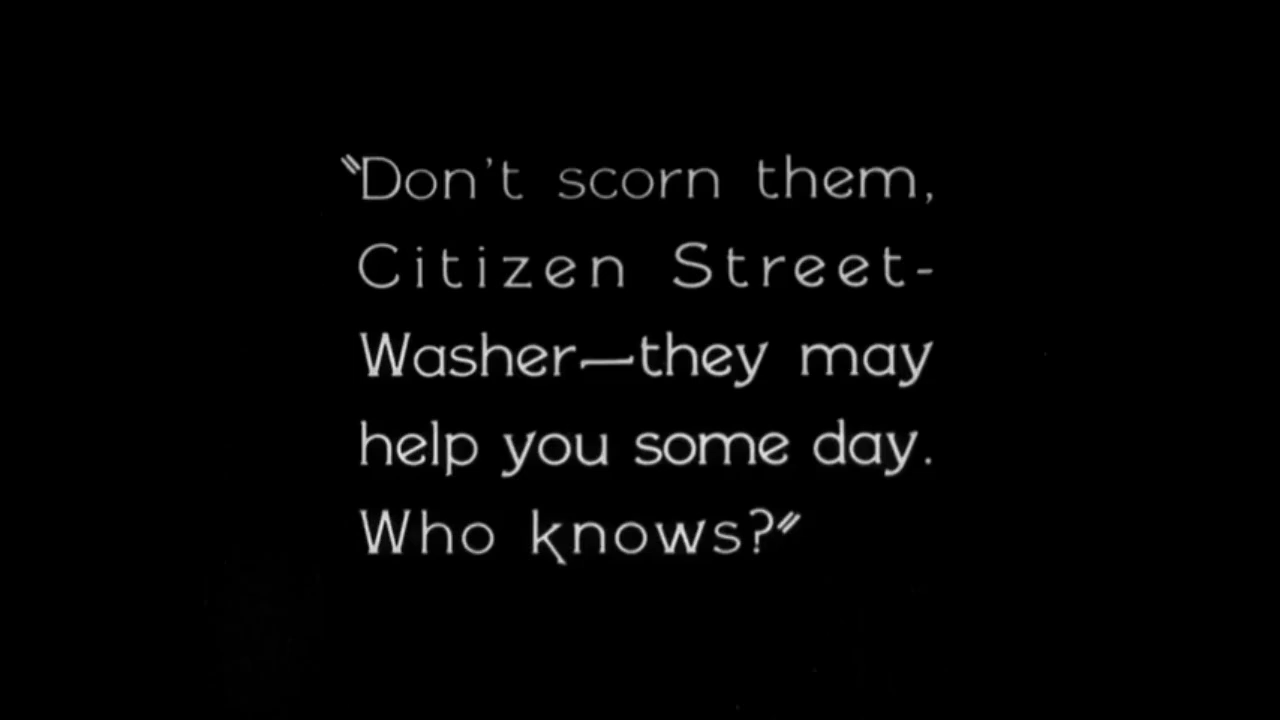 "Don't scorn them,
Citizen Street-
Washer—they may
help you some day.
Who knows?"